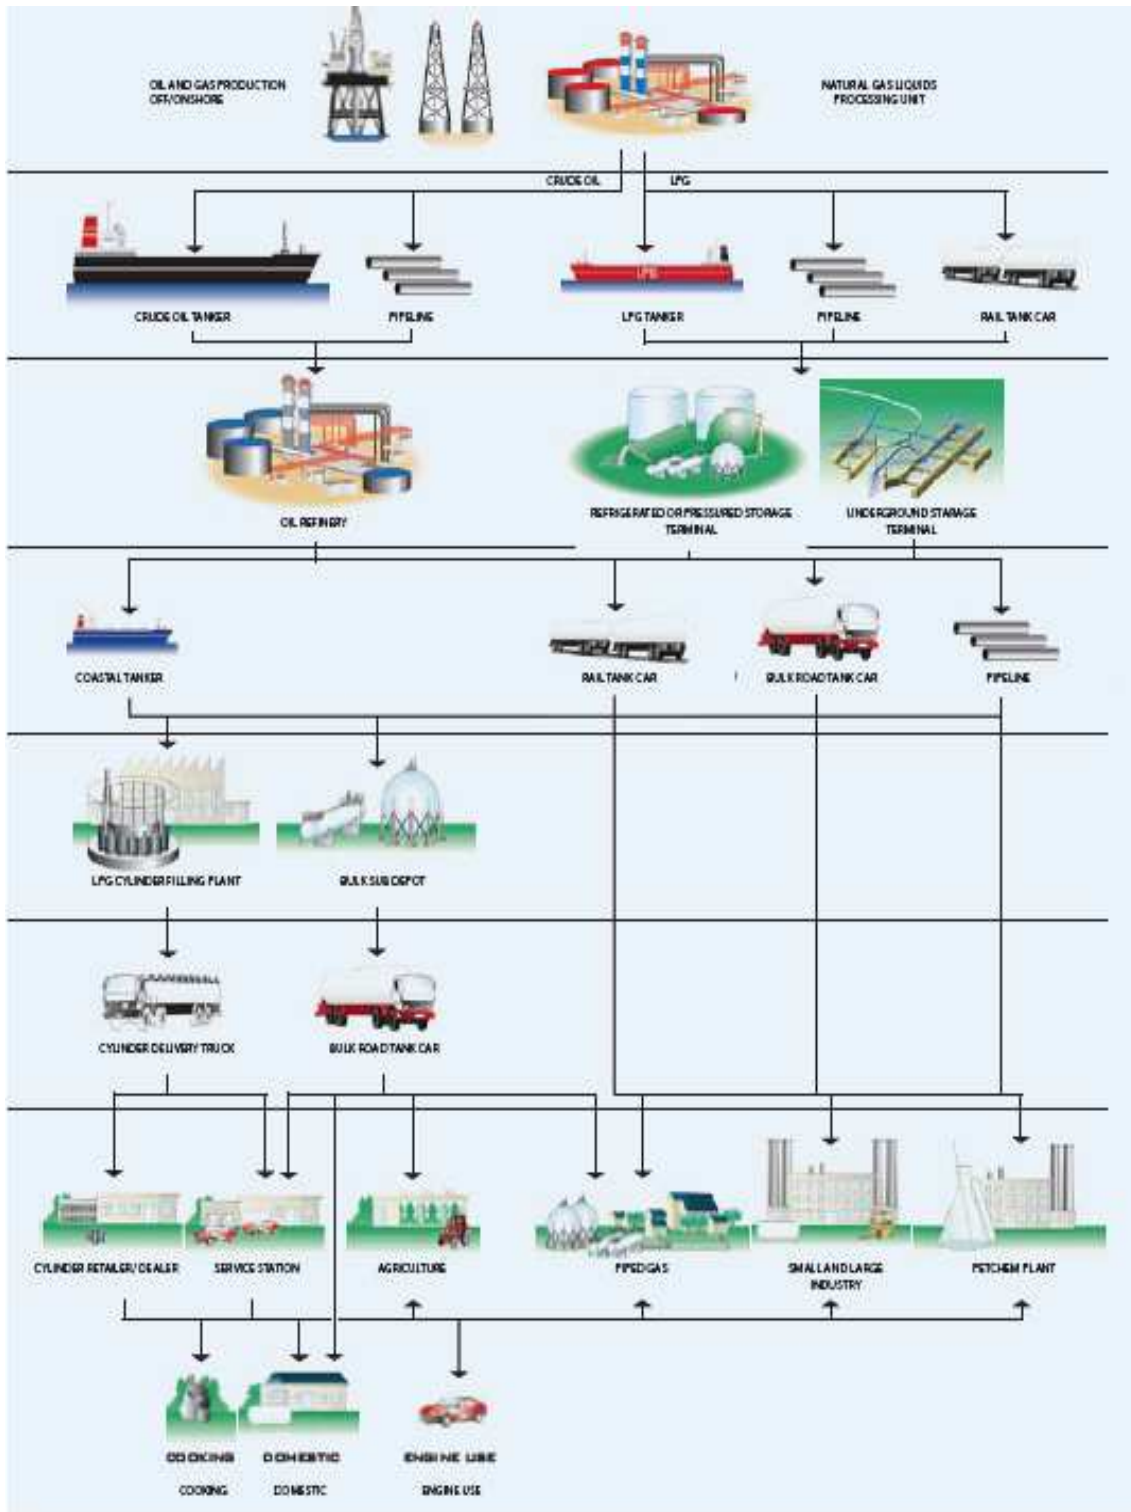 OIL AND GAS PRODUCTION
OFF/ONSHORE
NATURAL GAS LIQUIDS
PROCESSING UNIT
CRUDE OIL
LPG
LPG
CRUDE OIL TANKER
PIPELINE
LPG TANKER
PIPELINE
RAIL TANK CAR
OIL REFINERY
REFRIGERATED OR PRESSURED STORAGE
TERMINAL
UNDERGROUND STARAGE
TERMINAL
COASTAL TANKER
RAIL TANK CAR
BULK ROAD TANK CAR
PIPELINE
LPG CYLINDER FILLING PLANT
BULK SUB DEPOT
CYLINDER DELIVERY TRUCK
BULK ROAD TANK CAR
CYLINDER RETAILER/ DEALER
SERVICE STATION
AGRICULTURE
PIPED GAS
SMALL AND LARGE
INDUSTRY
PETCHEM PLANT
COOKING
DOMESTIC
ENGINE USE
COOKING
DOMESTIC
ENGINE USE